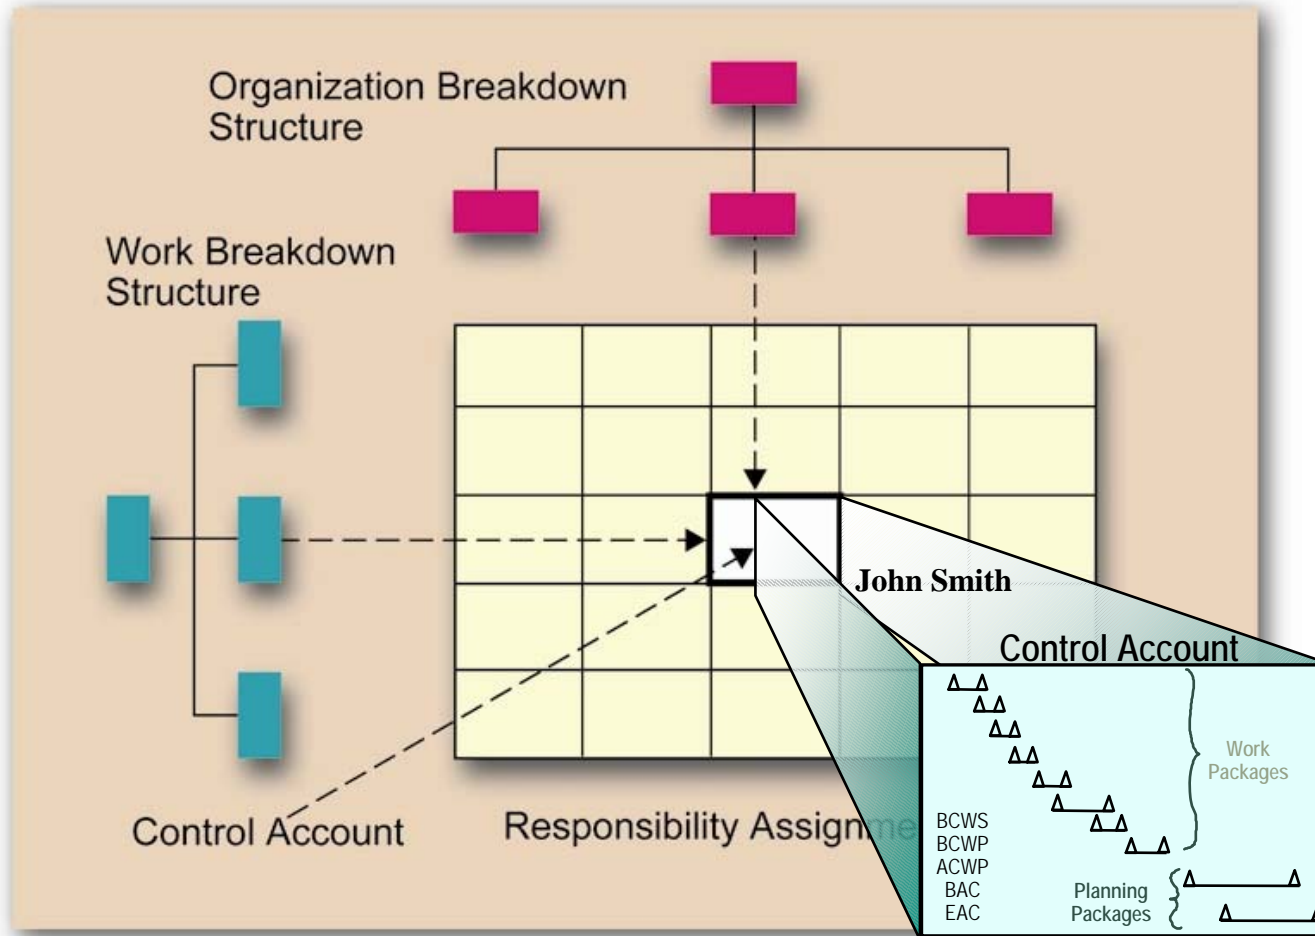 Organization Breakdown
Structure
Work Breakdown
Structure
John Smith
Control Account
Work
Packages
BCWS
BCWP
ACWP
BAC
EAC
Planning
Packages
Control Account
Responsibility